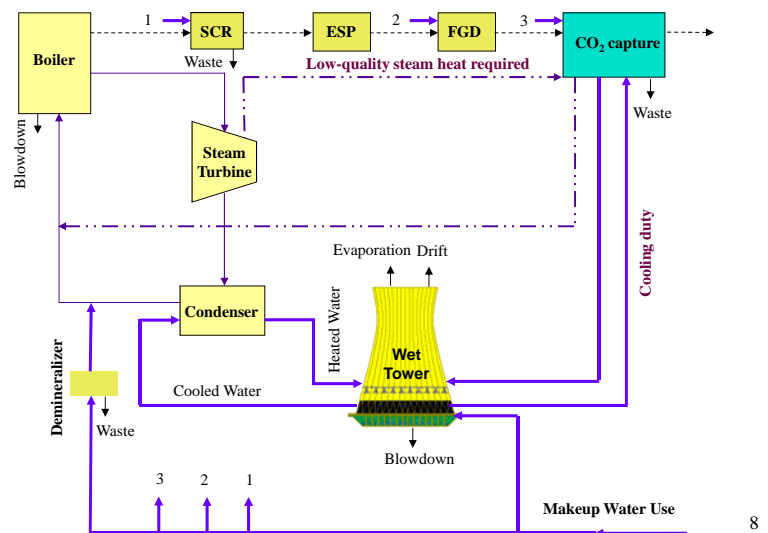 1
2
3
SCR
ESP
FGD
CO₂ capture
Boiler
Waste
Low-quality steam heat required
Waste
Blowdown
Steam
Turbine
Cooling duty
Evaporation
Drift
Condenser
Heated Water
Wet
Tower
Demineralizer
Cooled Water
Waste
Blowdown
3
2
1
Makeup Water Use
8